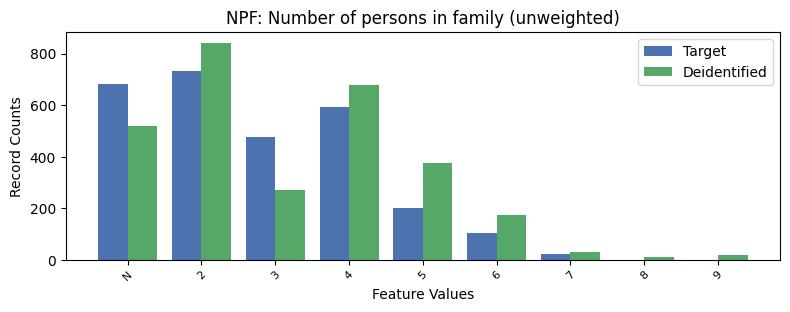 NPF: Number of persons in family (unweighted)
Target
Deidentified
Record Counts
800
600
400
200
0
N 2 3 4 5 6 7 8 9
Feature Values